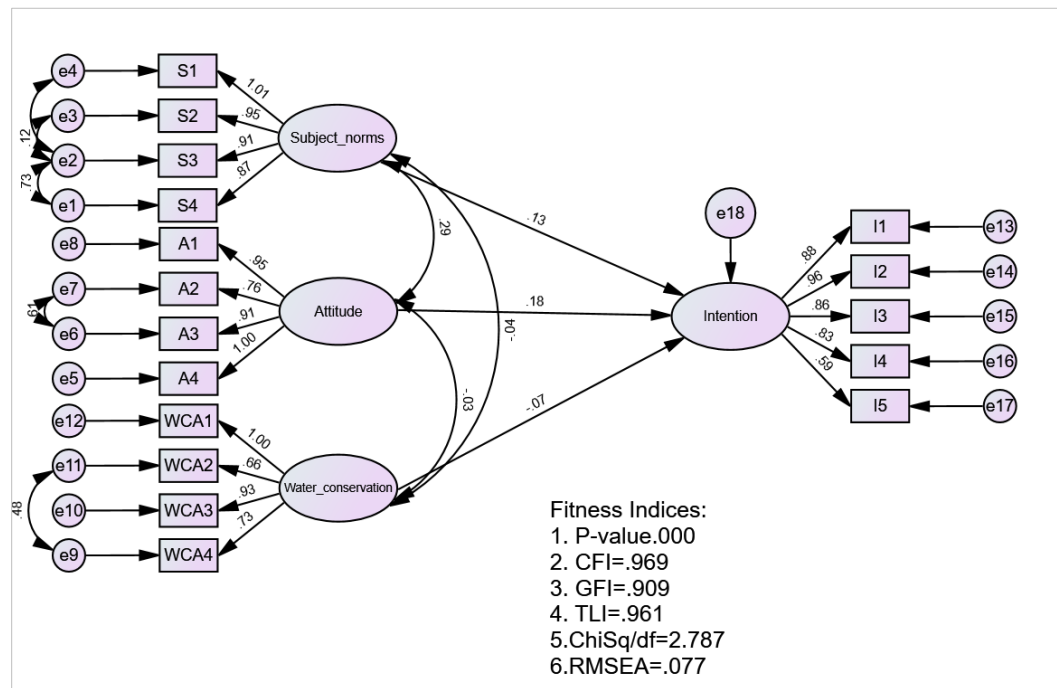 e4
S1
1.01
e3
S2
.95
.12
e2
S3
.91
Subject_norms
.73
e1
S4
.87
e8
A1
.95
.29
.13
e18
e7
A2
.76
.61
e6
A3
.91
Attitude
.18
Intention
e5
A4
1.00
-.04
-.03
-.07
e12
WCA1
1.00
e11
WCA2
.66
Water_conservation
.48
e10
WCA3
.93
e9
WCA4
.73
.88
I1
e13
.96
I2
e14
.86
I3
e15
.83
I4
e16
.59
I5
e17
Fitness Indices:
1. P-value.000
2. CFI=.969
3. GFI=.909
4. TLI=.961
5.ChiSq/df=2.787
6.RMSEA=.077